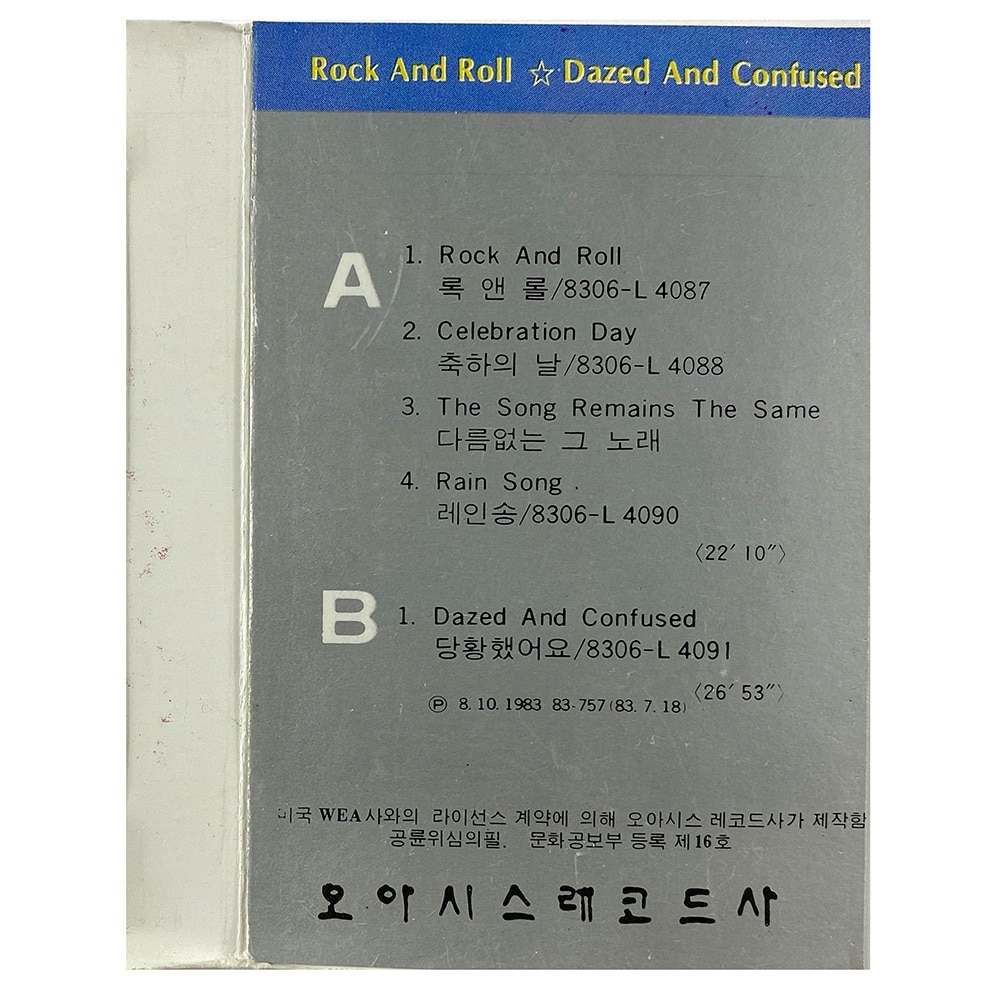 Rock And Roll ☆ Dazed And Confused
A
1. Rock And Roll
록 앤 롤/8306-L 4087
2. Celebration Day
축하의 날/8306-L 4088
3. The Song Remains The Same
다름없는 그 노래
4. Rain Song .
레인송/8306-L 4090
〈22′ 10″〉
B
1. Dazed And Confused
당황했어요/8306-L 4091
〈26′ 53″〉
Ⓟ 8. 10. 1983 83-757 (83. 7. 18)
미국 WEA사와의 라이선스 계약에 의해 오아시스 레코드사가 제작함
공륜위심의필. 문화공보부 등록 제16호
오아시스레코드사